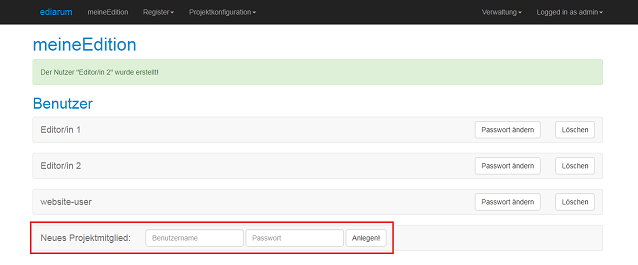 ediarum meineEdition Register Projektkonfiguration Verwaltung Logged in as admin
meineEdition
Der Nutzer "Editor/in 2" wurde erstellt!
Benutzer
Editor/in 1 Passwort ändern Löschen
Editor/in 2 Passwort ändern Löschen
website-user Passwort ändern Löschen
Neues Projektmitglied: Benutzername Passwort Anlegen!